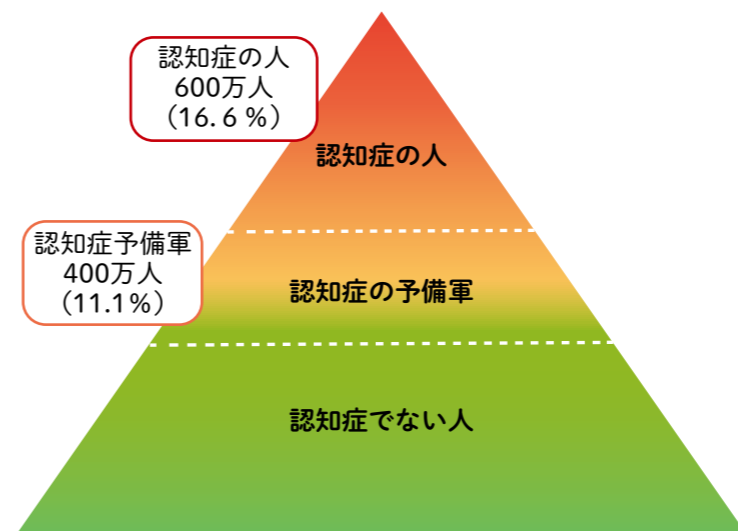 認知症の人
600万人
（16.６％）
認知症の人
認知症予備軍
400万人
（11.1％）
認知症の予備軍
認知症でない人